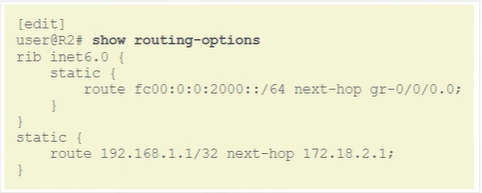 [edit]
user@R2# show routing-options
rib inet6.0 {
    static {
        route fc00:0:0:2000::/64 next-hop gr-0/0/0.0;
    }
}
static {
    route 192.168.1.1/32 next-hop 172.18.2.1;
}